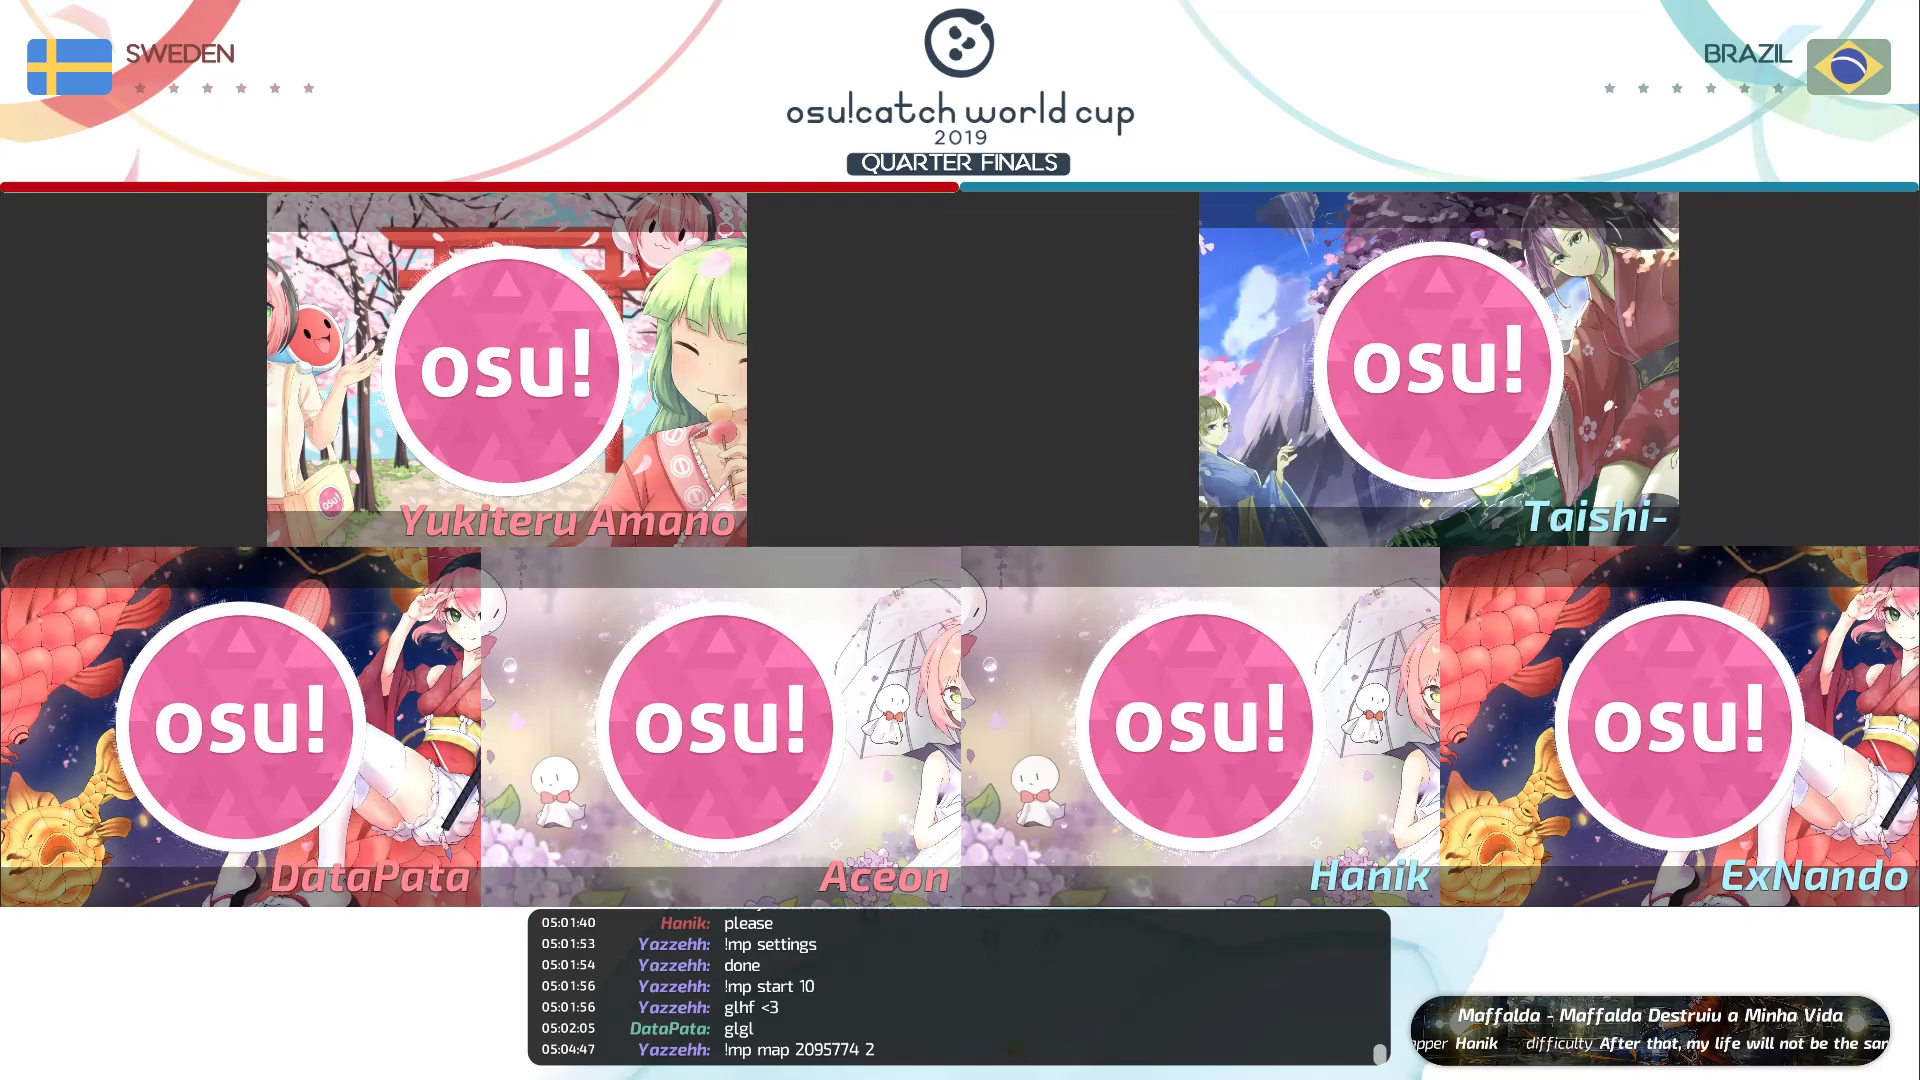 SWEDEN
BRAZIL
osu!catch world cup
2019
QUARTER FINALS
osu!
osu!
osu!
Yukiteru Amano
Taishi-
osu!
osu!
osu!
osu!
DataPata
Aceon
Hanik
ExNando
05:01:40 Hanik: please
05:01:53 Yazzehh: !mp settings
05:01:54 Yazzehh: done
05:01:56 Yazzehh: !mp start 10
05:01:56 Yazzehh: glhf <3
05:02:05 DataPata: glgl
05:04:47 Yazzehh: !mp map 2095774 2
Maffalda - Maffalda Destruiu a Minha Vida
apper Hanik difficulty After that, my life will not be the sar